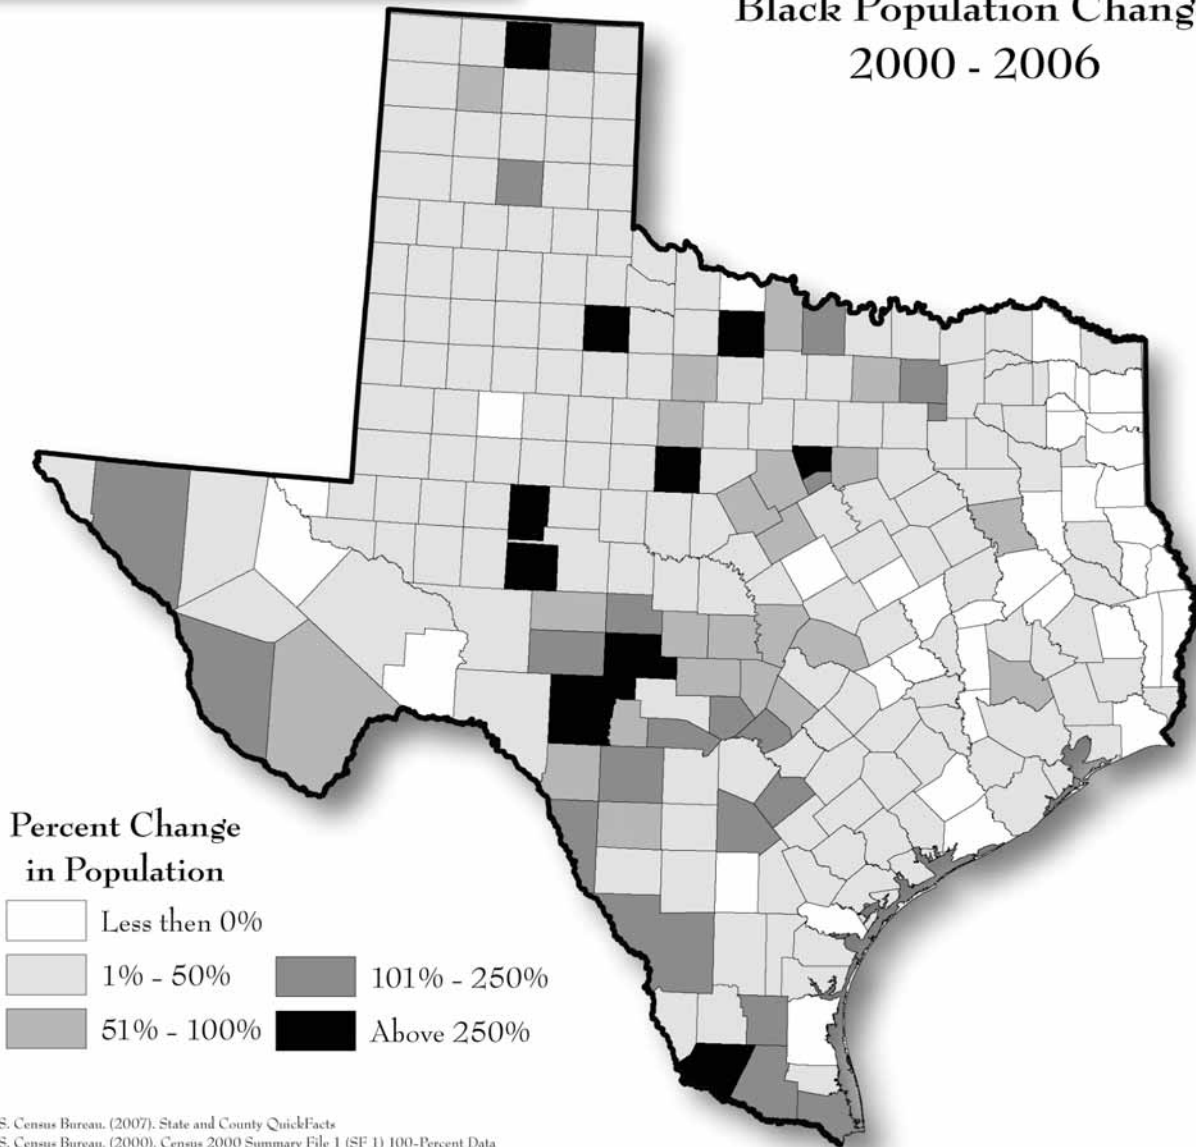 Black Population Chang
2000 - 2006
Percent Change
in Population
Less then 0%
1% - 50%
101% - 250%
51% - 100%
Above 250%
S. Census Bureau. (2007). State and County QuickFacts
S. Census Bureau. (2000). Census 2000 Summary File 1 (SF 1) 100-Percent Data